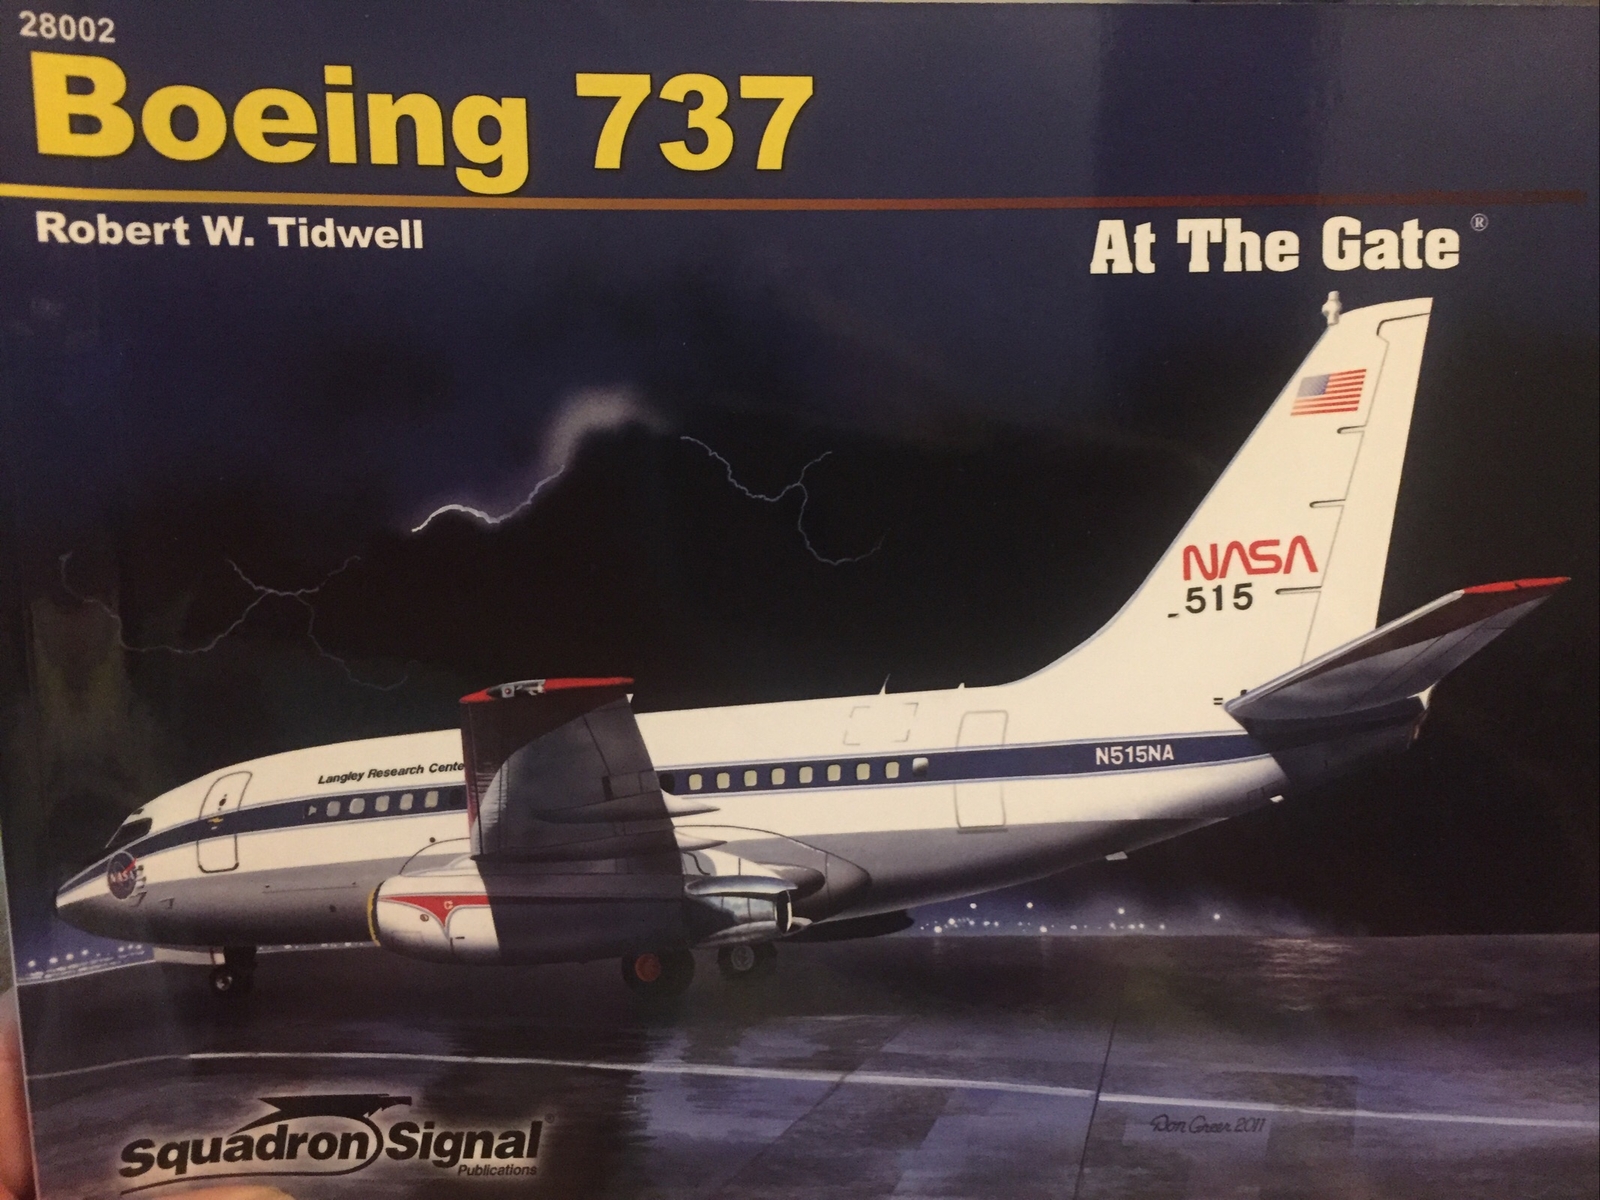 28002
Boeing 737
Robert W. Tidwell
At The Gate®
NASA
515
Langley Research Cente
N515NA
NASA
Squadron Signal
Publications
Don Greer 2011